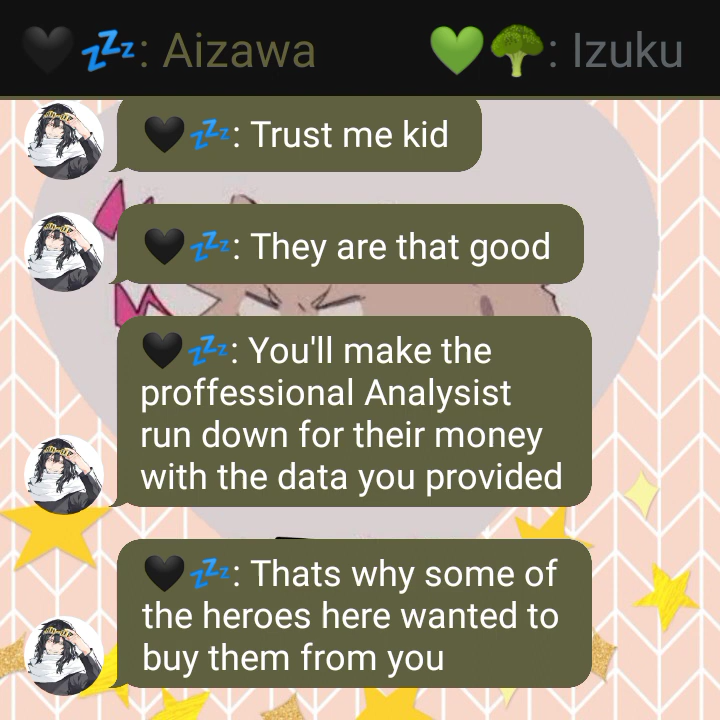 🖤💤: Aizawa 💚🌳: Izuku
🖤💤: Trust me kid
🖤💤: They are that good
🖤💤: You'll make the
proffessional Analysist
run down for their money
with the data you provided
🖤💤: Thats why some of
the heroes here wanted to
buy them from you